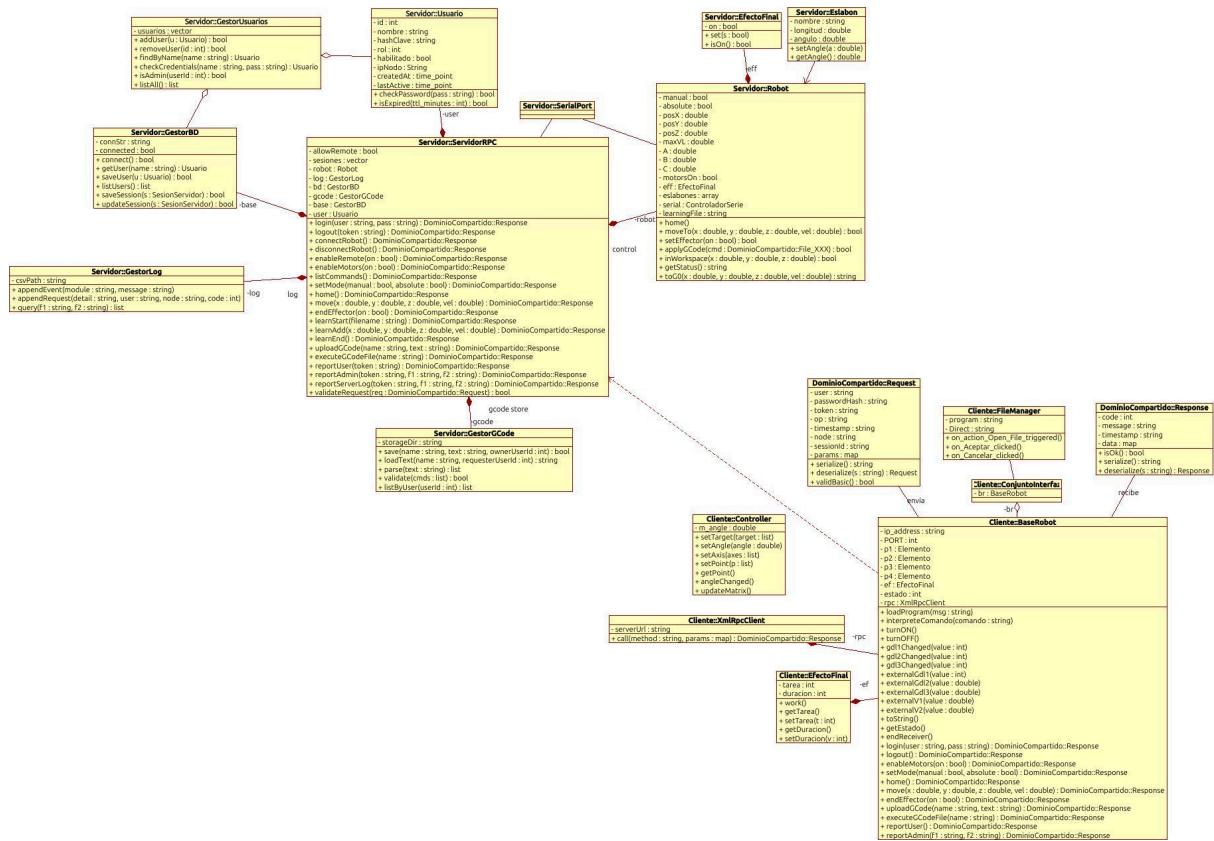 Servidor::GestorUsuarios
- usuarios : vector
+ addUser(u : Usuario) : bool
+ removeUser(id : int) : bool
+ findByName(name : string) : Usuario
+ checkCredentials(name : string, pass : string) : Usuario
+ isAdmin(userId : int) : bool
+ listAll() : list
Servidor::Usuario
- id : int
- nombre : string
- hashClave : string
- rol : int
- habilitado : bool
- ipNodo : String
- createdAt : time_point
- lastActive : time_point
+ checkPassword(pass : string) : bool
+ isExpired(ttl_minutes : int) : bool
-user
Servidor::EfectoFinal
- on : bool
+ set(s : bool)
+ isOn() : bool
-eff
Servidor::Eslabon
- nombre : string
- longitud : double
- angulo : double
+ setAngle(a : double)
+ getAngle() : double
Servidor::SerialPort
Servidor::Robot
- manual : bool
- absolute : bool
- posX : double
- posY : double
- posZ : double
- maxVL : double
- A : double
- B : double
- C : double
- motorsOn : bool
- eff : EfectoFinal
- eslabones : array
- serial : ControladorSerie
- learningFile : string
+ home()
+ moveTo(x : double, y : double, z : double, vel : double) : bool
+ setEffector(on : bool) : bool
+ applyGCode(cmd : DominioCompartido::File_XXX) : bool
+ inWorkspace(x : double, y : double, z : double) : bool
+ getStatus() : string
+ toG0(x : double, y : double, z : double, vel : double) : string
-robot
control
Servidor::GestorBD
- connStr : string
- connected : bool
+ connect() : bool
+ getUser(name : string) : Usuario
+ saveUser(u : Usuario) : bool
+ listUsers() : list
+ saveSession(s : SesionServidor) : bool
+ updateSession(s : SesionServidor) : bool
-base
Servidor::ServidorRPC
- allowRemote : bool
- sesiones : vector
- robot : Robot
- log : GestorLog
- bd : GestorBD
- gcode : GestorGCode
- base : GestorBD
- user : Usuario
+ login(user : string, pass : string) : DominioCompartido::Response
+ logout(token : string) : DominioCompartido::Response
+ connectRobot() : DominioCompartido::Response
+ disconnectRobot() : DominioCompartido::Response
+ enableRemote(on : bool) : DominioCompartido::Response
+ enableMotors(on : bool) : DominioCompartido::Response
+ listCommands() : DominioCompartido::Response
+ setMode(manual : bool, absolute : bool) : DominioCompartido::Response
+ home() : DominioCompartido::Response
+ move(x : double, y : double, z : double, vel : double) : DominioCompartido::Response
+ endEffector(on : bool) : DominioCompartido::Response
+ learnStart(filename : string) : DominioCompartido::Response
+ learnAdd(x : double, y : double, z : double, vel : double) : DominioCompartido::Response
+ learnEnd() : DominioCompartido::Response
+ uploadGCode(name : string, text : string) : DominioCompartido::Response
+ executeGCodeFile(name : string) : DominioCompartido::Response
+ reportUser(token : string) : DominioCompartido::Response
+ reportAdmin(token : string, f1 : string, f2 : string) : DominioCompartido::Response
+ reportServerLog(token : string, f1 : string, f2 : string) : DominioCompartido::Response
+ validateRequest(req : DominioCompartido::Request) : bool
Servidor::GestorLog
- csvPath : string
+ appendEvent(module : string, message : string)
+ appendRequest(detail : string, user : string, node : string, code : int)
+ query(f1 : string, f2 : string) : list
-log
log
gcode store
-gcode
Servidor::GestorGCode
- storageDir : string
+ save(name : string, text : string, ownerUserId : int) : bool
+ loadText(name : string, requesterUserId : int) : string
+ parse(text : string) : list
+ validate(cmds : list) : bool
+ listByUser(userId : int) : list
DominioCompartido::Request
- user : string
- passwordHash : string
- token : string
- op : string
- timestamp : string
- node : string
- sessionId : string
- params : map
+ serialize() : string
+ deserialize(s : string) : Request
+ validBasic() : bool
envia
Cliente::FileManager
- program : string
- Direct : string
+ on_action_Open_File_triggered()
+ on_Aceptar_clicked()
+ on_Cancelar_clicked()
DominioCompartido::Response
- code : int
- message : string
- timestamp : string
- data : map
+ isOk() : bool
+ serialize() : string
+ deserialize(s : string) : Response
recibe
Cliente::ConjuntoInterfa
- br : BaseRobot
-br
Cliente::Controller
- m_angle : double
+ setTarget(target : list)
+ setAngle(angle : double)
+ setAxis(axes : list)
+ setPoint(p : list)
+ getPoint()
+ angleChanged()
+ updateMatrix()
Cliente::XmlRpcClient
- serverUrl : string
+ call(method : string, params : map) : DominioCompartido::Response
-rpc
Cliente::EfectoFinal
- tarea : int
- duracion : int
+ work()
+ getTarea()
+ setTarea(t : int)
+ getDuracion()
+ setDuracion(v : int)
-ef
Cliente::BaseRobot
- ip_address : string
- PORT : int
- p1 : Elemento
- p2 : Elemento
- p3 : Elemento
- p4 : Elemento
- ef : EfectoFinal
- estado : int
- rpc : XmlRpcClient
+ loadProgram(msg : string)
+ interpreteComando(comando : string)
+ turnON()
+ turnOFF()
+ gdl1Changed(value : int)
+ gdl2Changed(value : int)
+ gdl3Changed(value : int)
+ externalGdl1(value : int)
+ externalGdl2(value : double)
+ externalGdl3(value : double)
+ externalV1(value : double)
+ externalV2(value : double)
+ toString()
+ getEstado()
+ endReceiver()
+ login(user : string, pass : string) : DominioCompartido::Response
+ logout() : DominioCompartido::Response
+ enableMotors(on : bool) : DominioCompartido::Response
+ setMode(manual : bool, absolute : bool) : DominioCompartido::Response
+ home() : DominioCompartido::Response
+ move(x : double, y : double, z : double, vel : double) : DominioCompartido::Response
+ endEffector(on : bool) : DominioCompartido::Response
+ uploadGCode(name : string, text : string) : DominioCompartido::Response
+ executeGCodeFile(name : string) : DominioCompartido::Response
+ reportUser() : DominioCompartido::Response
+ reportAdmin(f1 : string, f2 : string) : DominioCompartido::Response